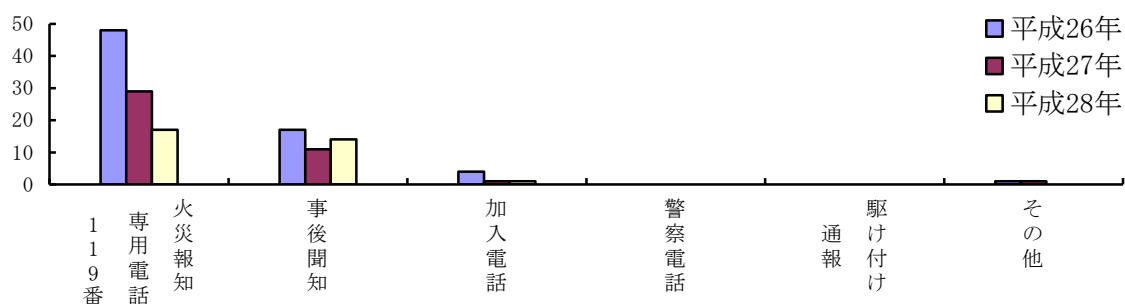 50
40
30
20
10
0
平成26年
平成27年
平成28年
火災報知
専用電話
119番
事後聞知
加入電話
警察電話
駆け付け
通報
その他